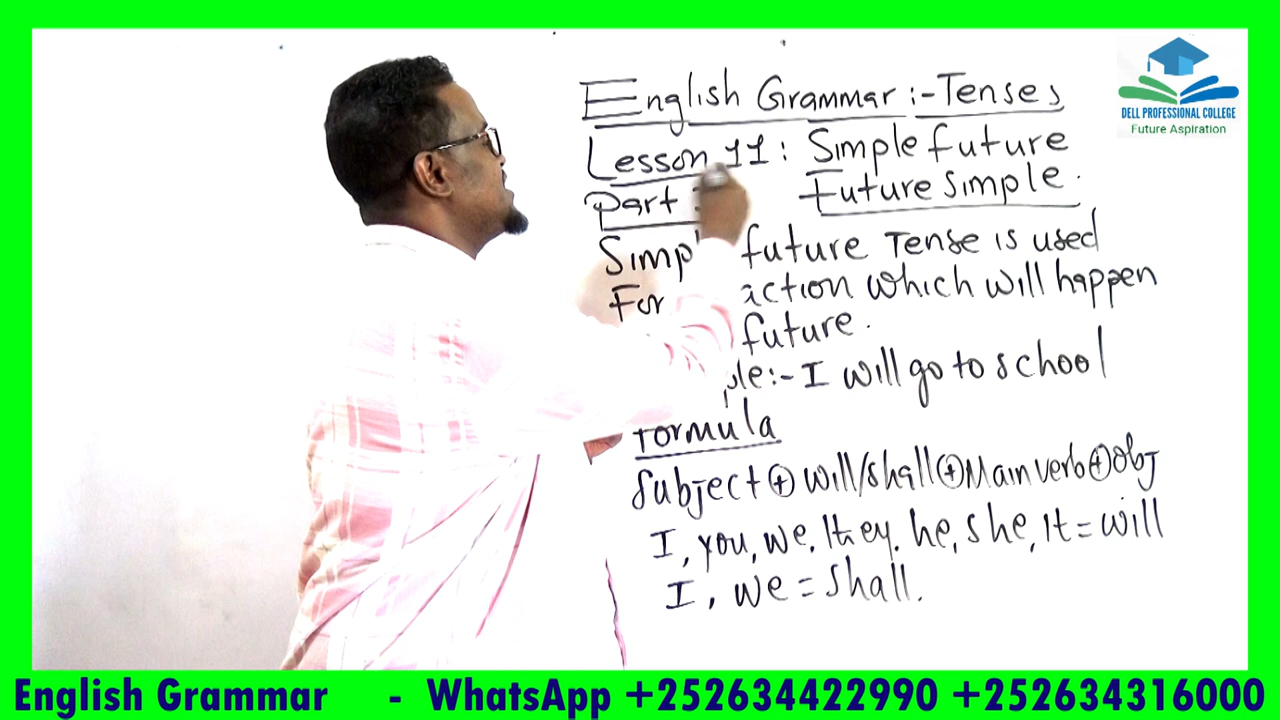 English Grammar :- Tenses
Lesson 11: Simple future
Part Future Simple.
future Tense is used
For action which will happen
future.
:- I will go to school
Formula
Subject + will/shall + Main verb + obj
I, you, we, they, he, she, It = will
I, we = shall.
DELL PROFESSIONAL COLLEGE
Future Aspiration
English Grammar - WhatsApp +252634422990 +252634316000